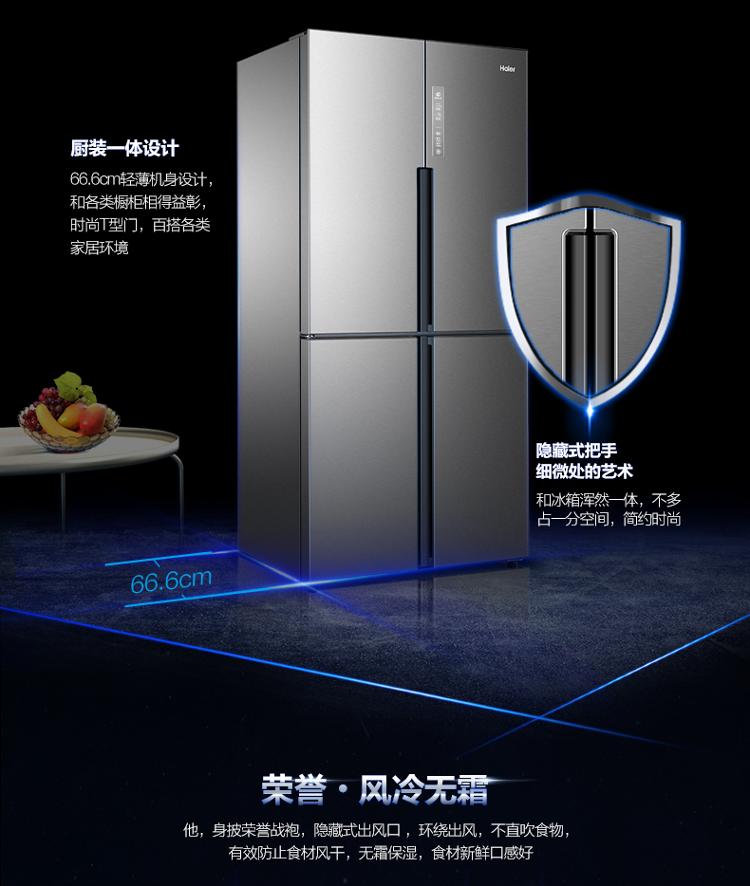 Haier
厨装一体设计
66.6cm轻薄机身设计，
和各类橱柜相得益彰，
时尚T型门，百搭各类
家居环境
隐藏式把手
细微处的艺术
和冰箱浑然一体，不多
占一分空间，简约时尚
66.6cm
荣誉·风冷无霜
他，身披荣誉战袍，隐藏式出风口，环绕出风，不直吹食物，
有效防止食材风干，无霜保湿，食材新鲜口感好